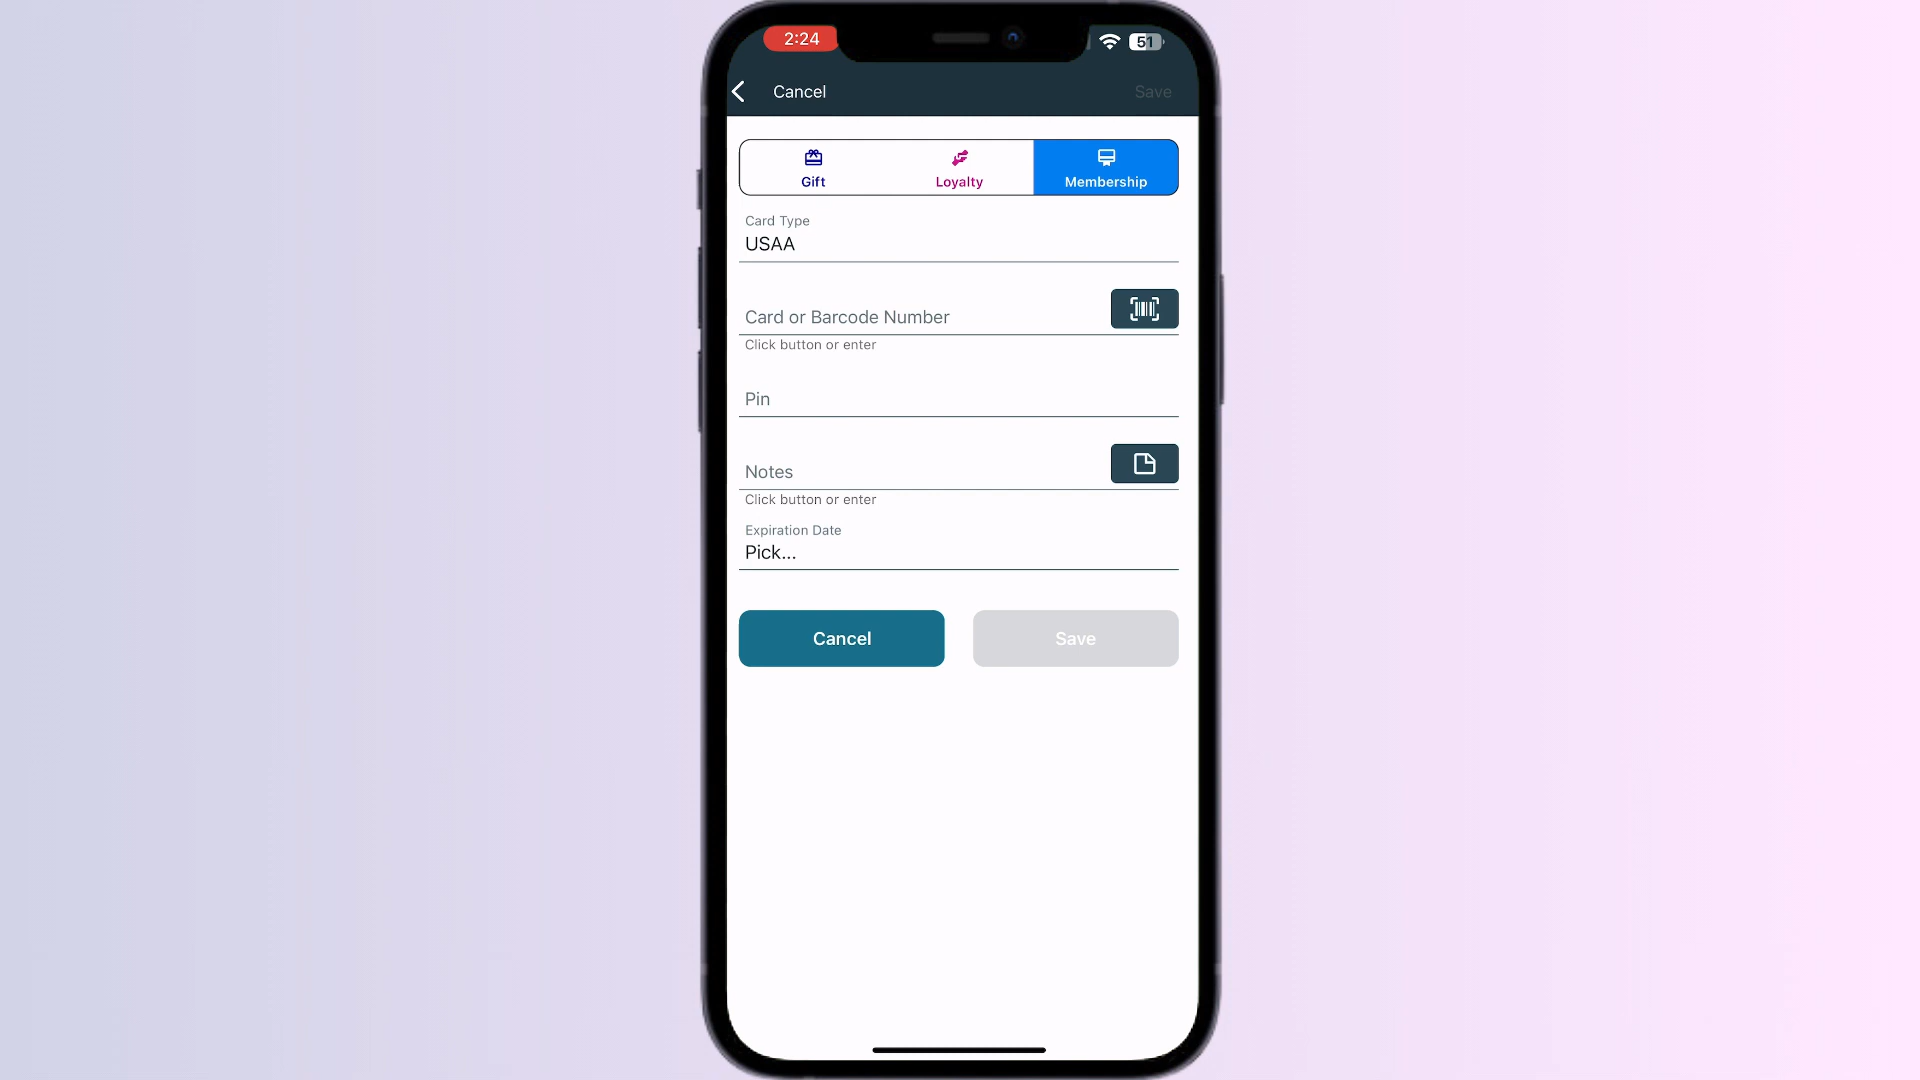 2:24
51
Cancel
Save
Gift
Loyalty
Membership
Card Type
USAA
Card or Barcode Number
Click button or enter
Pin
Notes
Click button or enter
Expiration Date
Pick...
Cancel
Save